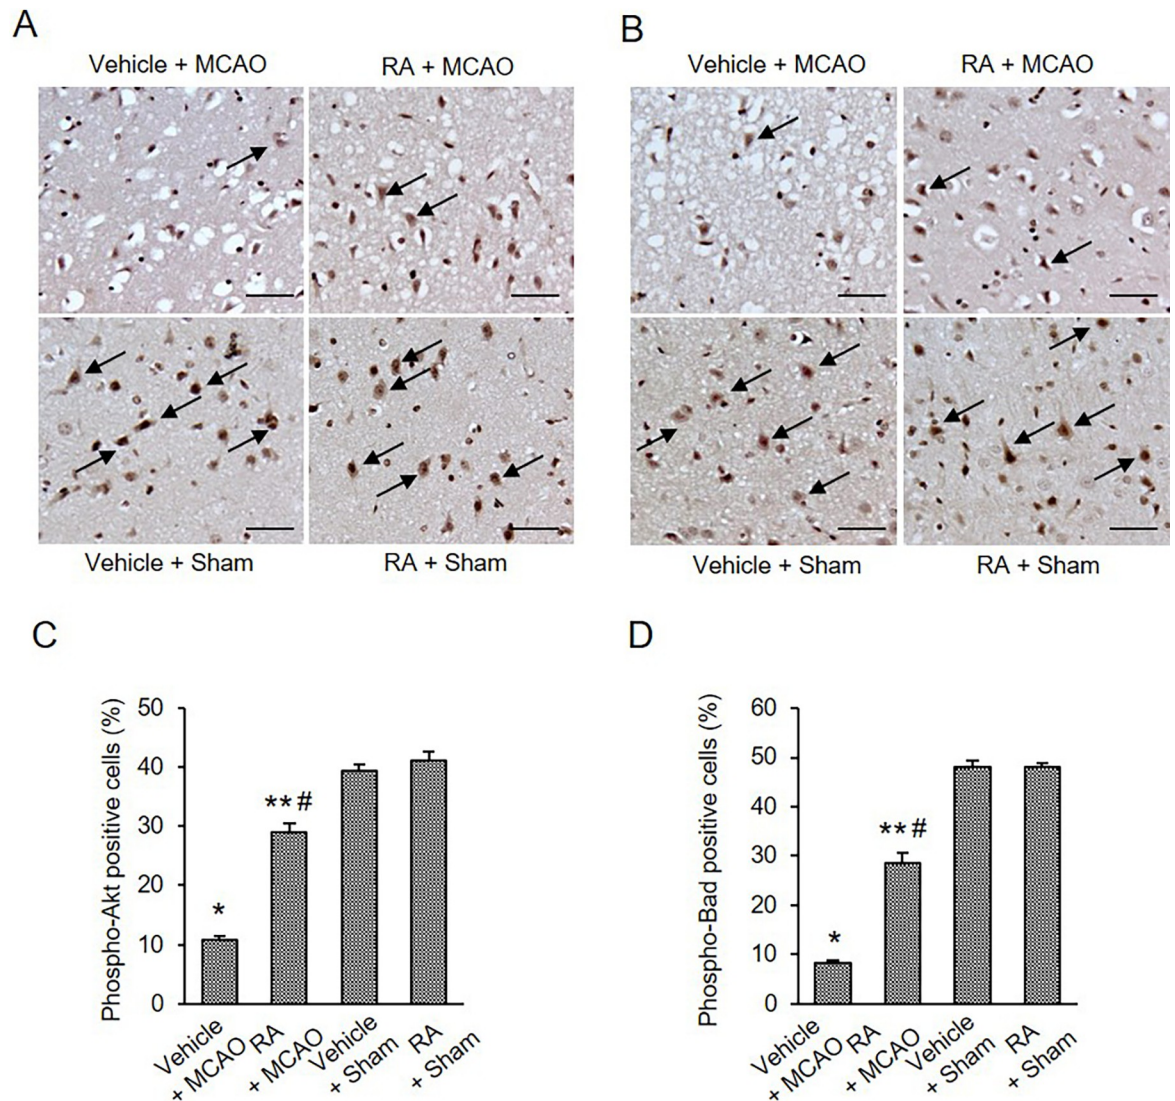 A
B
Vehicle + MCAO
RA + MCAO
Vehicle + MCAO
RA + MCAO
Vehicle + Sham
RA + Sham
Vehicle + Sham
RA + Sham
C
D
Phospho-Akt positive cells (%)
50
40
30
20
10
0
*
**#
Vehicle
+ MCAO
RA
+ MCAO
Vehicle
+ Sham
RA
+ Sham
Phospho-Bad positive cells (%)
60
50
40
30
20
10
0
*
**#
Vehicle
+ MCAO
RA
+ MCAO
Vehicle
+ Sham
RA
+ Sham